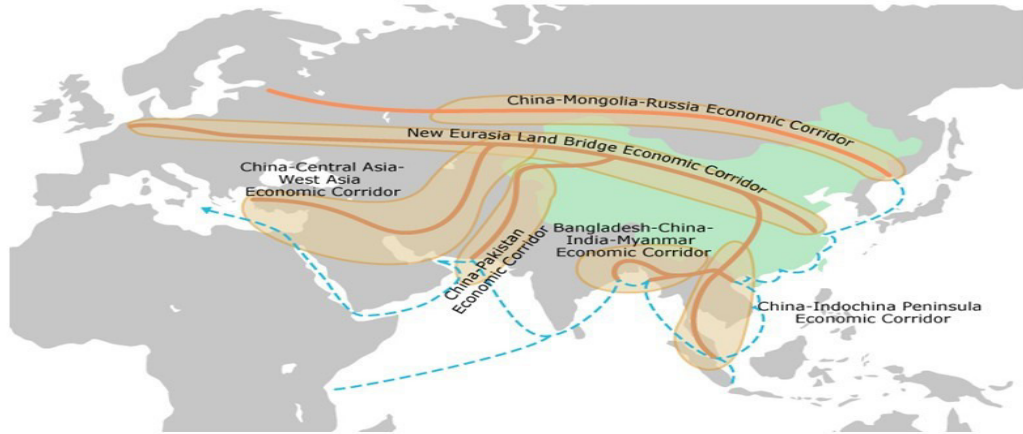 China-Mongolia-Russia Economic Corridor
New Eurasia Land Bridge Economic Corridor
China-Central Asia-
West Asia
Economic Corridor
Bangladesh-China-
India-Myanmar
Economic Corridor
China-Pakistan
Economic Corridor
China-Indochina Peninsula
Economic Corridor